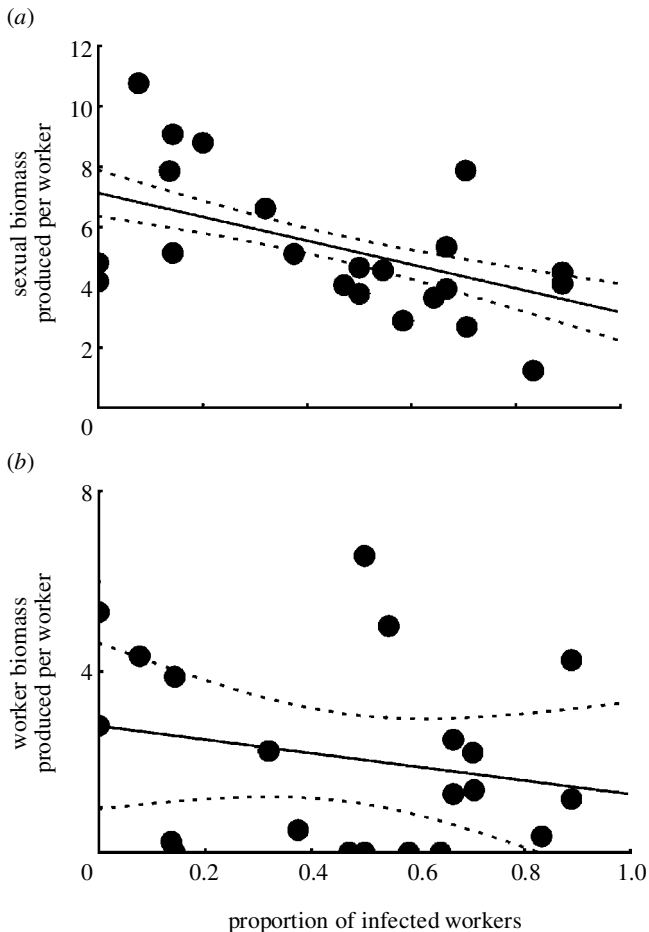 (a)
12
10
8
6
4
2
0
sexual biomass
produced per worker
(b)
8
4
0
worker biomass
produced per worker
0.2 0.4 0.6 0.8 1.0
proportion of infected workers